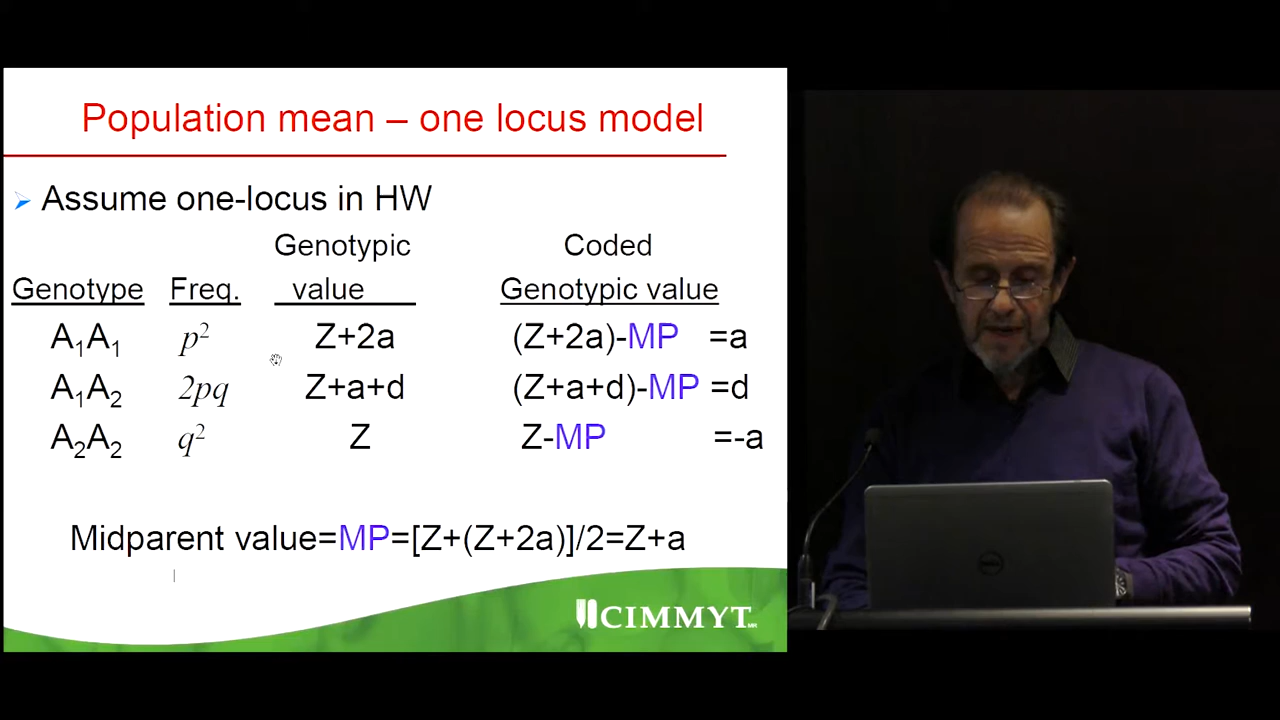 Population mean – one locus model
Assume one-locus in HW
Genotypic Coded
Genotype Freq. value Genotypic value
A₁A₁ p² Z+2a (Z+2a)-MP =a
A₁A₂ 2pq Z+a+d (Z+a+d)-MP =d
A₂A₂ q² Z Z-MP =-a
Midparent value=MP=[Z+(Z+2a)]/2=Z+a
CIMMYT